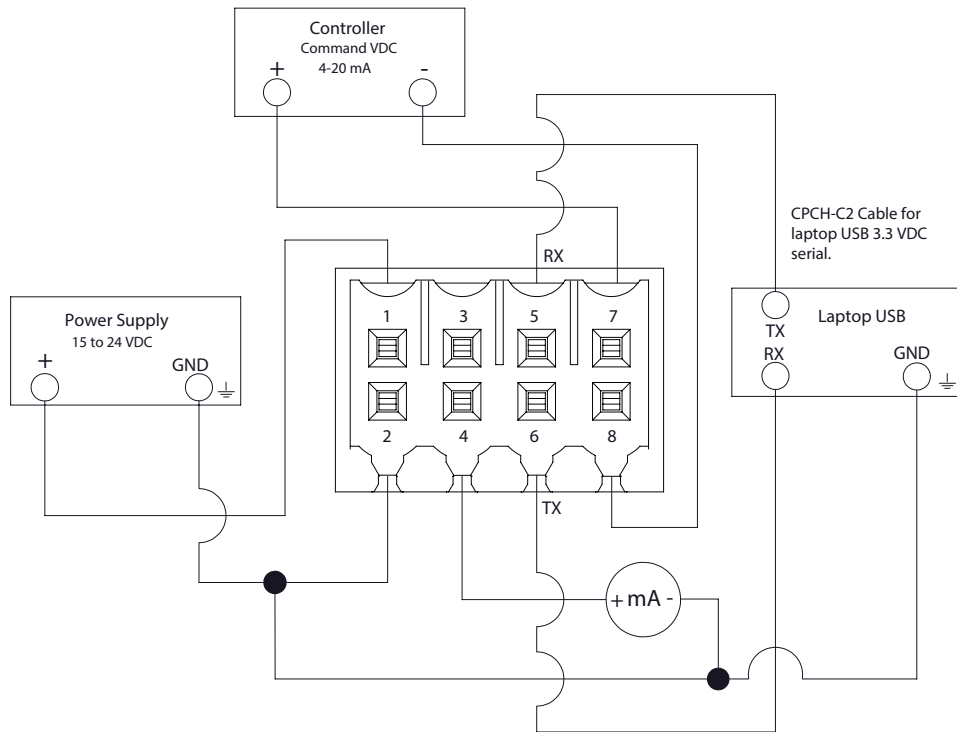 Controller
Command VDC
4-20 mA
+ -
CPCH-C2 Cable for
laptop USB 3.3 VDC
serial.
RX
Power Supply
15 to 24 VDC
+
GND
1 3 5 7
2 4 6 8
TX
Laptop USB
TX
RX
GND
+ mA -